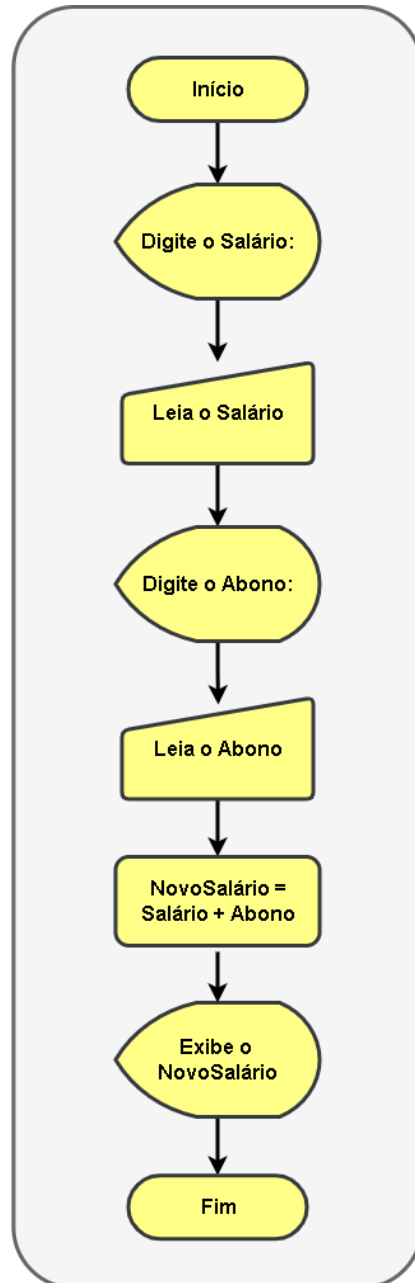 Início
Digite o Salário:
Leia o Salário
Digite o Abono:
Leia o Abono
NovoSalário =
Salário + Abono
Exibe o
NovoSalário
Fim